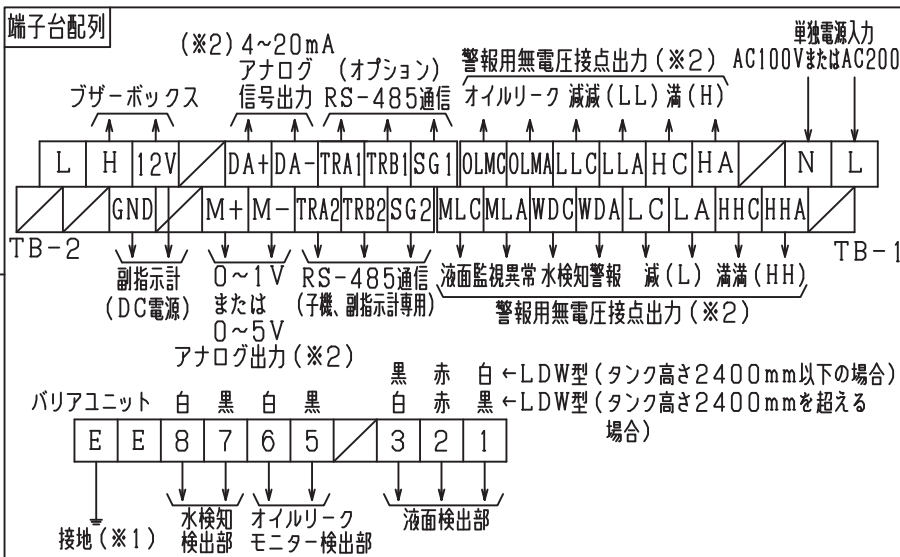 端子台配列
(※2) 4~20mA
アナログ
信号出力
(オプション)
RS-485通信
警報用無電圧接点出力(※2)
オイルリーク 減減(LL) 満(H)
単独電源入力
AC100VまたはAC200
ブザーボックス
L H 12V DA+ DA- TRA1 TRB1 SG1 OLMC OLMA LLC LLA HC HA N L
GND M+ M- TRA2 TRB2 SG2 MLC MLA WDC WDA LC LA HHC HHA
TB-2
TB-1
副指示計
(DC電源)
0~1V
または
0~5V
アナログ出力(※2)
RS-485通信
(子機、副指示計専用)
液面監視異常 水検知警報 減(L) 満満(HH)
警報用無電圧接点出力(※2)
黒 赤 白 ←LDW型(タンク高さ2400mm以下の場合)
バリアユニット 白 黒 白 黒 白 赤 黒 ←LDW型(タンク高さ2400mmを超える
場合)
E E 8 7 6 5 3 2 1
接地(※1)
水検知
検出部
オイルリーク
モニター検出部
液面検出部